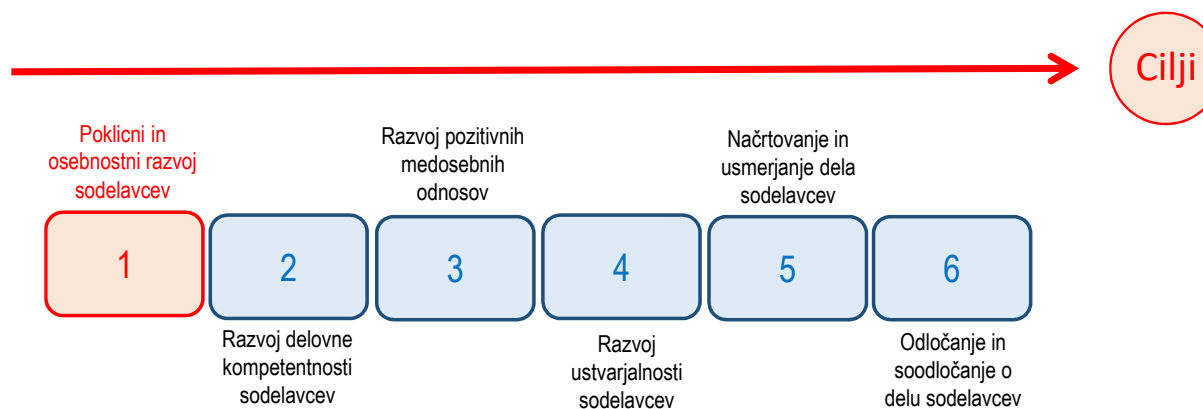 Cilji
Poklicni in
osebnostni razvoj
sodelavcev
Razvoj pozitivnih
medosebnih
odnosov
Načrtovanje in
usmerjanje dela
sodelavcev
1
2
3
4
5
6
Razvoj delovne
kompetentnosti
sodelavcev
Razvoj
ustvarjalnosti
sodelavcev
Odločanje in
soodločanje o
delu sodelavcev